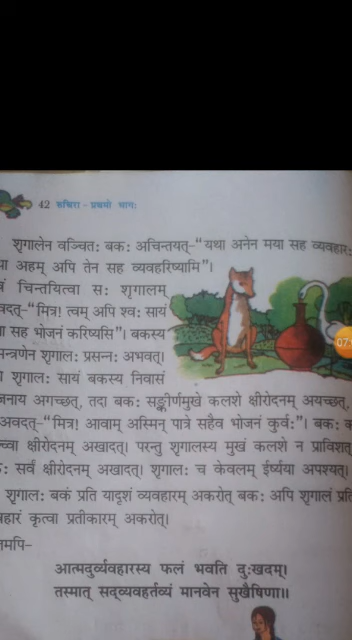 42 रुचिरा - प्रथमो भागः
शृगालेन वञ्चितः बकः अचिन्तयत्-“यथा अनेन मया सह व्यवहारः
अहम् अपि तेन सह व्यवहरिष्यामि”।
चिन्तयित्वा सः शृगालम्
“मित्र! त्वम् अपि श्वः सायं
सह भोजनं करिष्यसि”। बकस्य
शृगालः प्रसन्नः अभवत्।
शृगालः सायं बकस्य निवासं
अगच्छत्, तदा बकः सङ्कीर्णमुखे कलशे क्षीरोदनम् अयच्छत्,
अवदत्-“मित्र! आवाम् अस्मिन् पात्रे सहैव भोजनं कुर्वः”। बकः
क्षीरोदनम् अखादत्। परन्तु शृगालस्य मुखं कलशे न प्राविशत्
सर्वं क्षीरोदनम् अखादत्। शृगालः च केवलम् ईर्ष्यया अपश्यत्।
शृगालः बकं प्रति यादृशं व्यवहारम् अकरोत् बकः अपि शृगालं प्रति
कृत्वा प्रतीकारम् अकरोत्।
आत्मदुर्व्यवहारस्य फलं भवति दुःखदम्।
तस्मात् सद्व्यवहर्तव्यं मानवेन सुखैषिणा॥